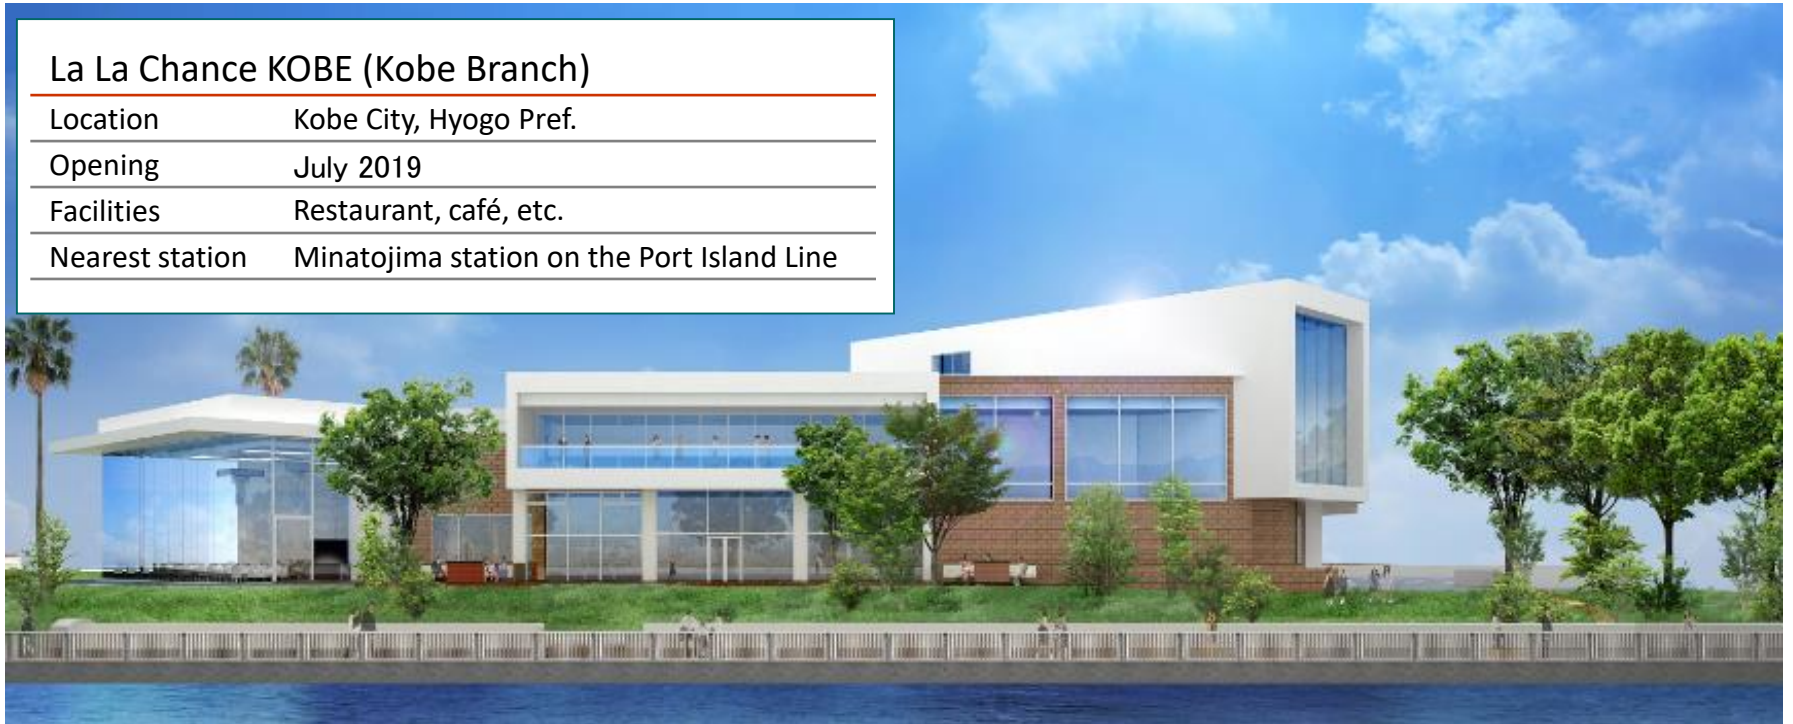 La La Chance KOBE (Kobe Branch)
Location Kobe City, Hyogo Pref.
Opening July 2019
Facilities Restaurant, café, etc.
Nearest station Minatojima station on the Port Island Line